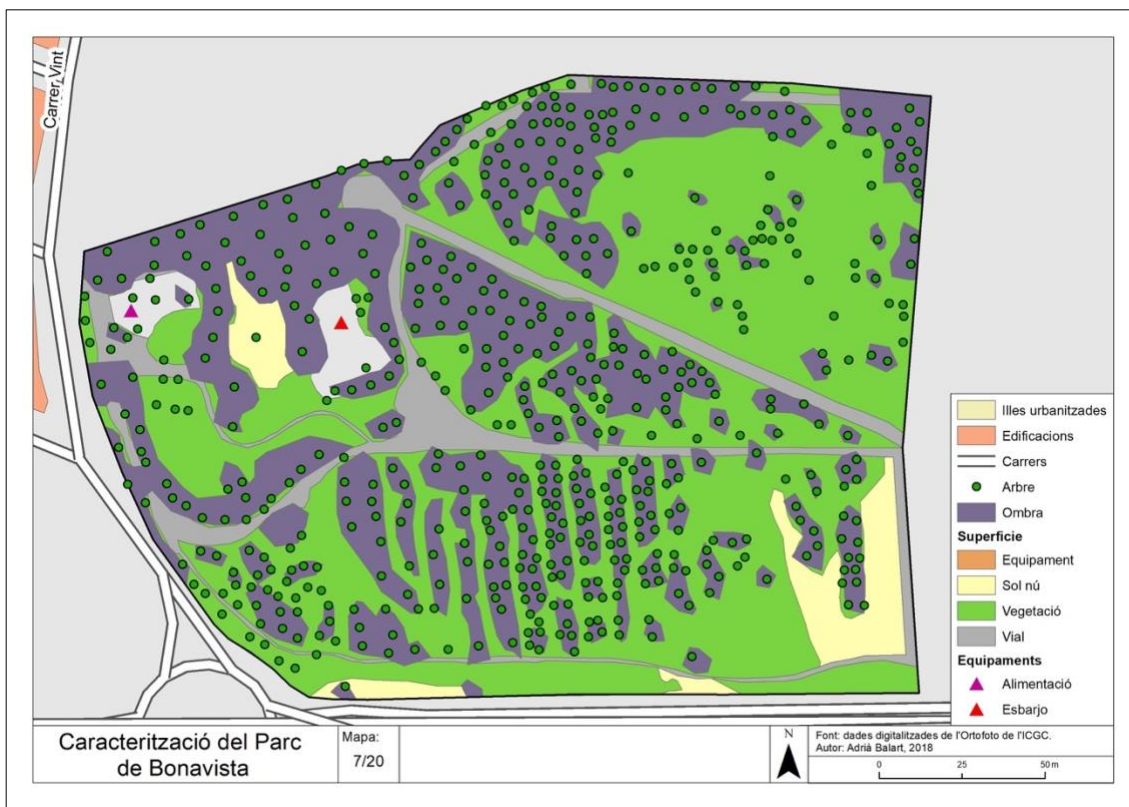 Carrer Vint
Illes urbanitzades
Edificacions
Carrers
Arbre
Ombra
Superfície
Equipament
Sol nú
Vegetació
Vial
Equipaments
Alimentació
Esbarjo
Caracterització del Parc
de Bonavista
Mapa:
7/20
N
Font: dades digitalitzades de l'Ortofoto de l'ICGC.
Autor: Adrià Balart, 2018
0 25 50 m